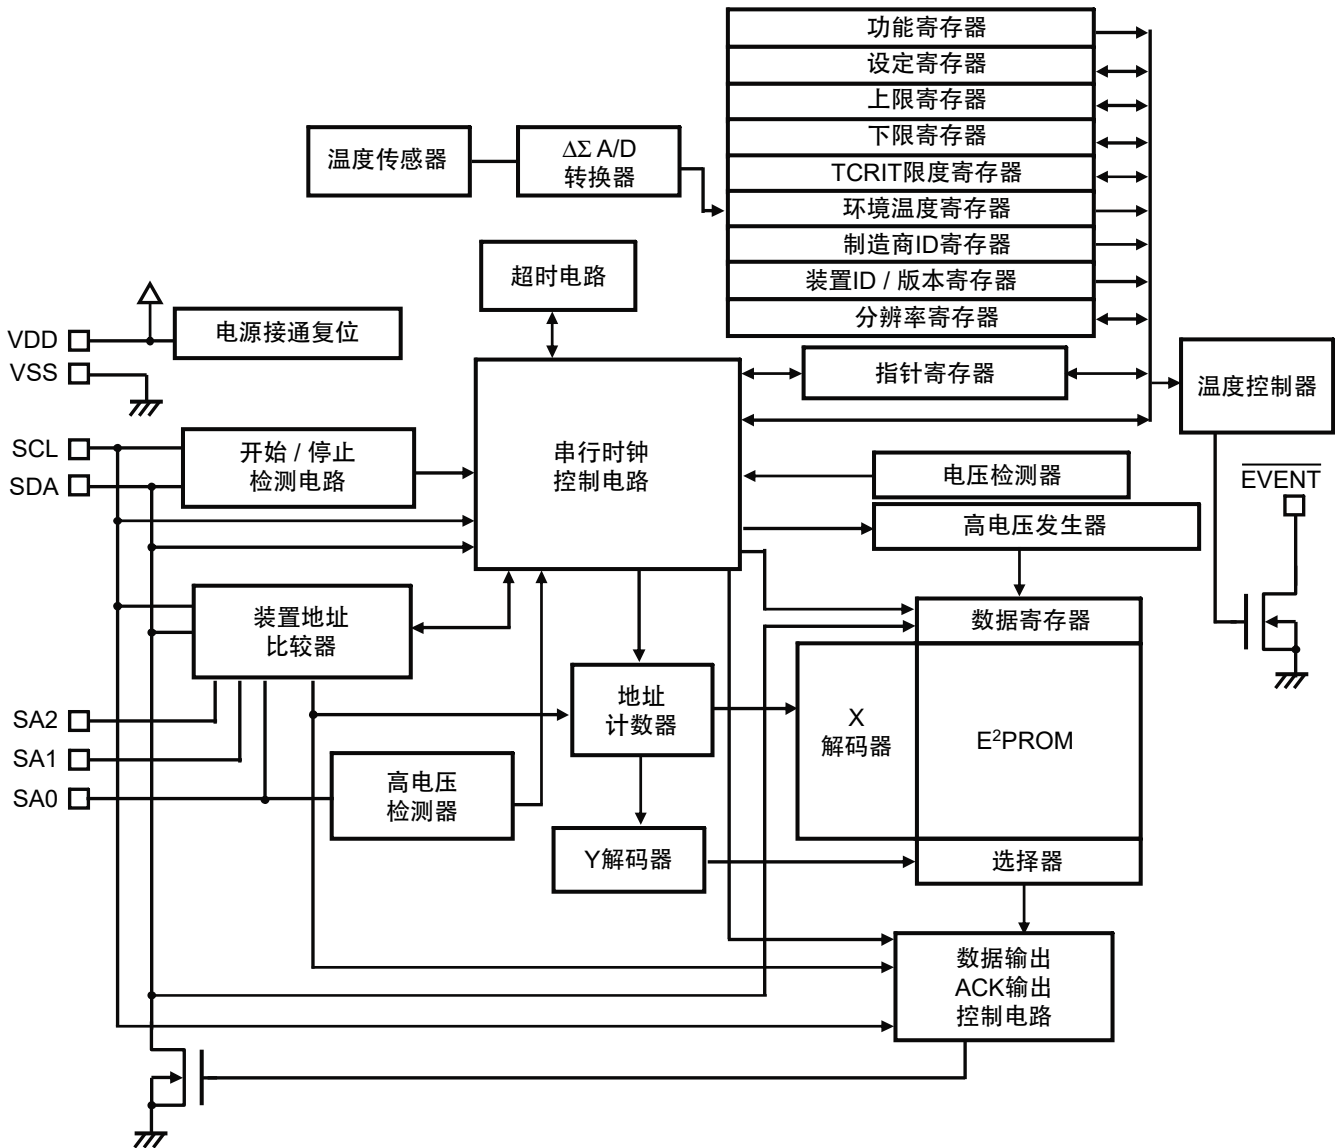 功能寄存器
设定寄存器
上限寄存器
下限寄存器
TCRIT限度寄存器
环境温度寄存器
制造商ID寄存器
装置ID / 版本寄存器
分辨率寄存器
温度传感器
ΔΣ A/D
转换器
超时电路
VDD
电源接通复位
VSS
指针寄存器
温度控制器
SCL
SDA
开始 / 停止
检测电路
串行时钟
控制电路
电压检测器
高电压发生器
EVENT
装置地址
比较器
数据寄存器
地址
计数器
X
解码器
E²PROM
SA2
SA1
SA0
高电压
检测器
Y解码器
选择器
数据输出
ACK输出
控制电路